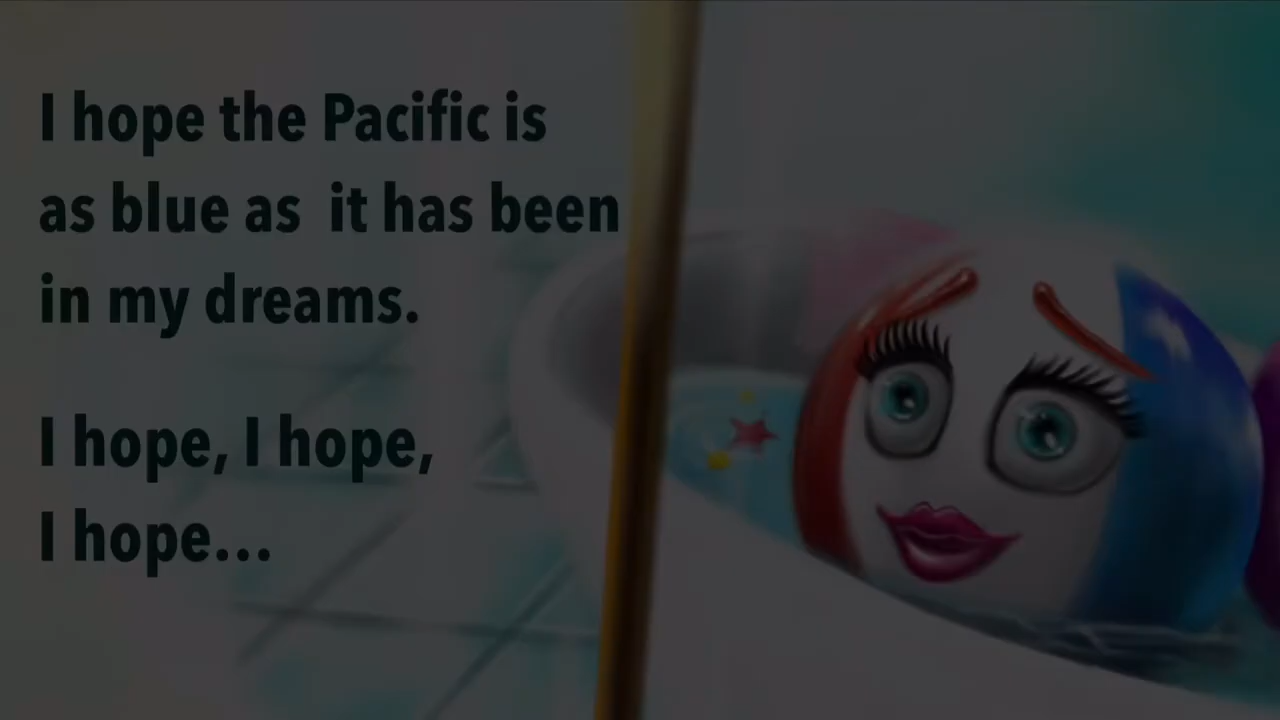 I hope the Pacific is
as blue as it has been
in my dreams.
I hope, I hope,
I hope...